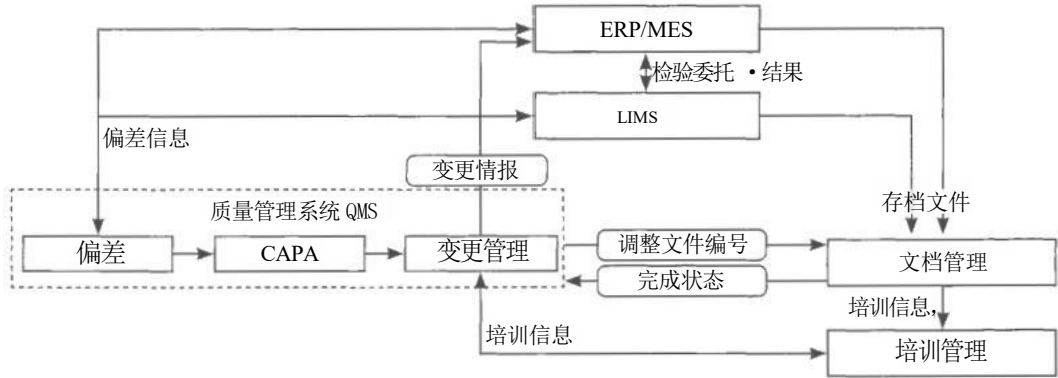 ERP/MES
检验委托 ·结果
LIMS
偏差信息
变更情报
存档文件
质量管理系统 QMS
偏差
CAPA
变更管理
调整文件编号
完成状态
文档管理
培训信息,
培训信息
培训管理